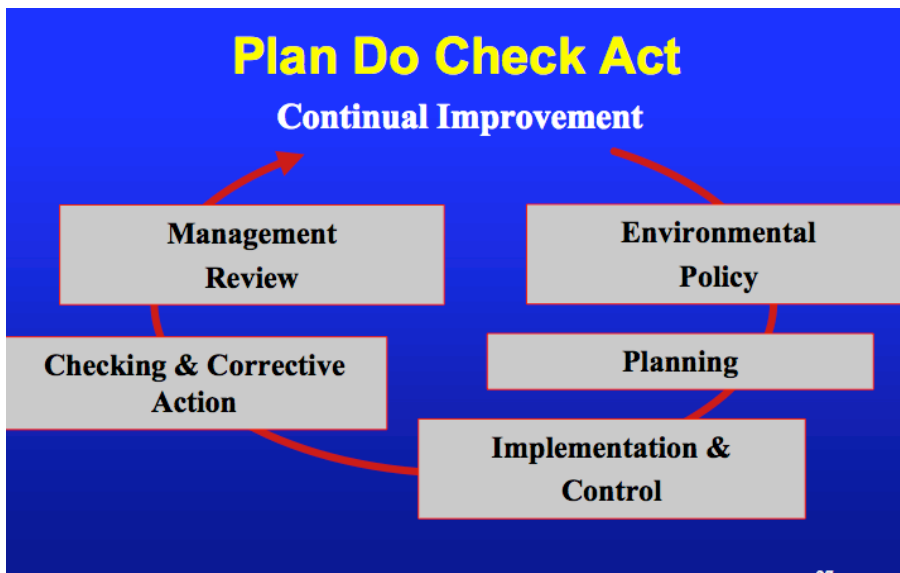 Plan Do Check Act
Continual Improvement
Management
Review
Environmental
Policy
Checking & Corrective
Action
Planning
Implementation &
Control